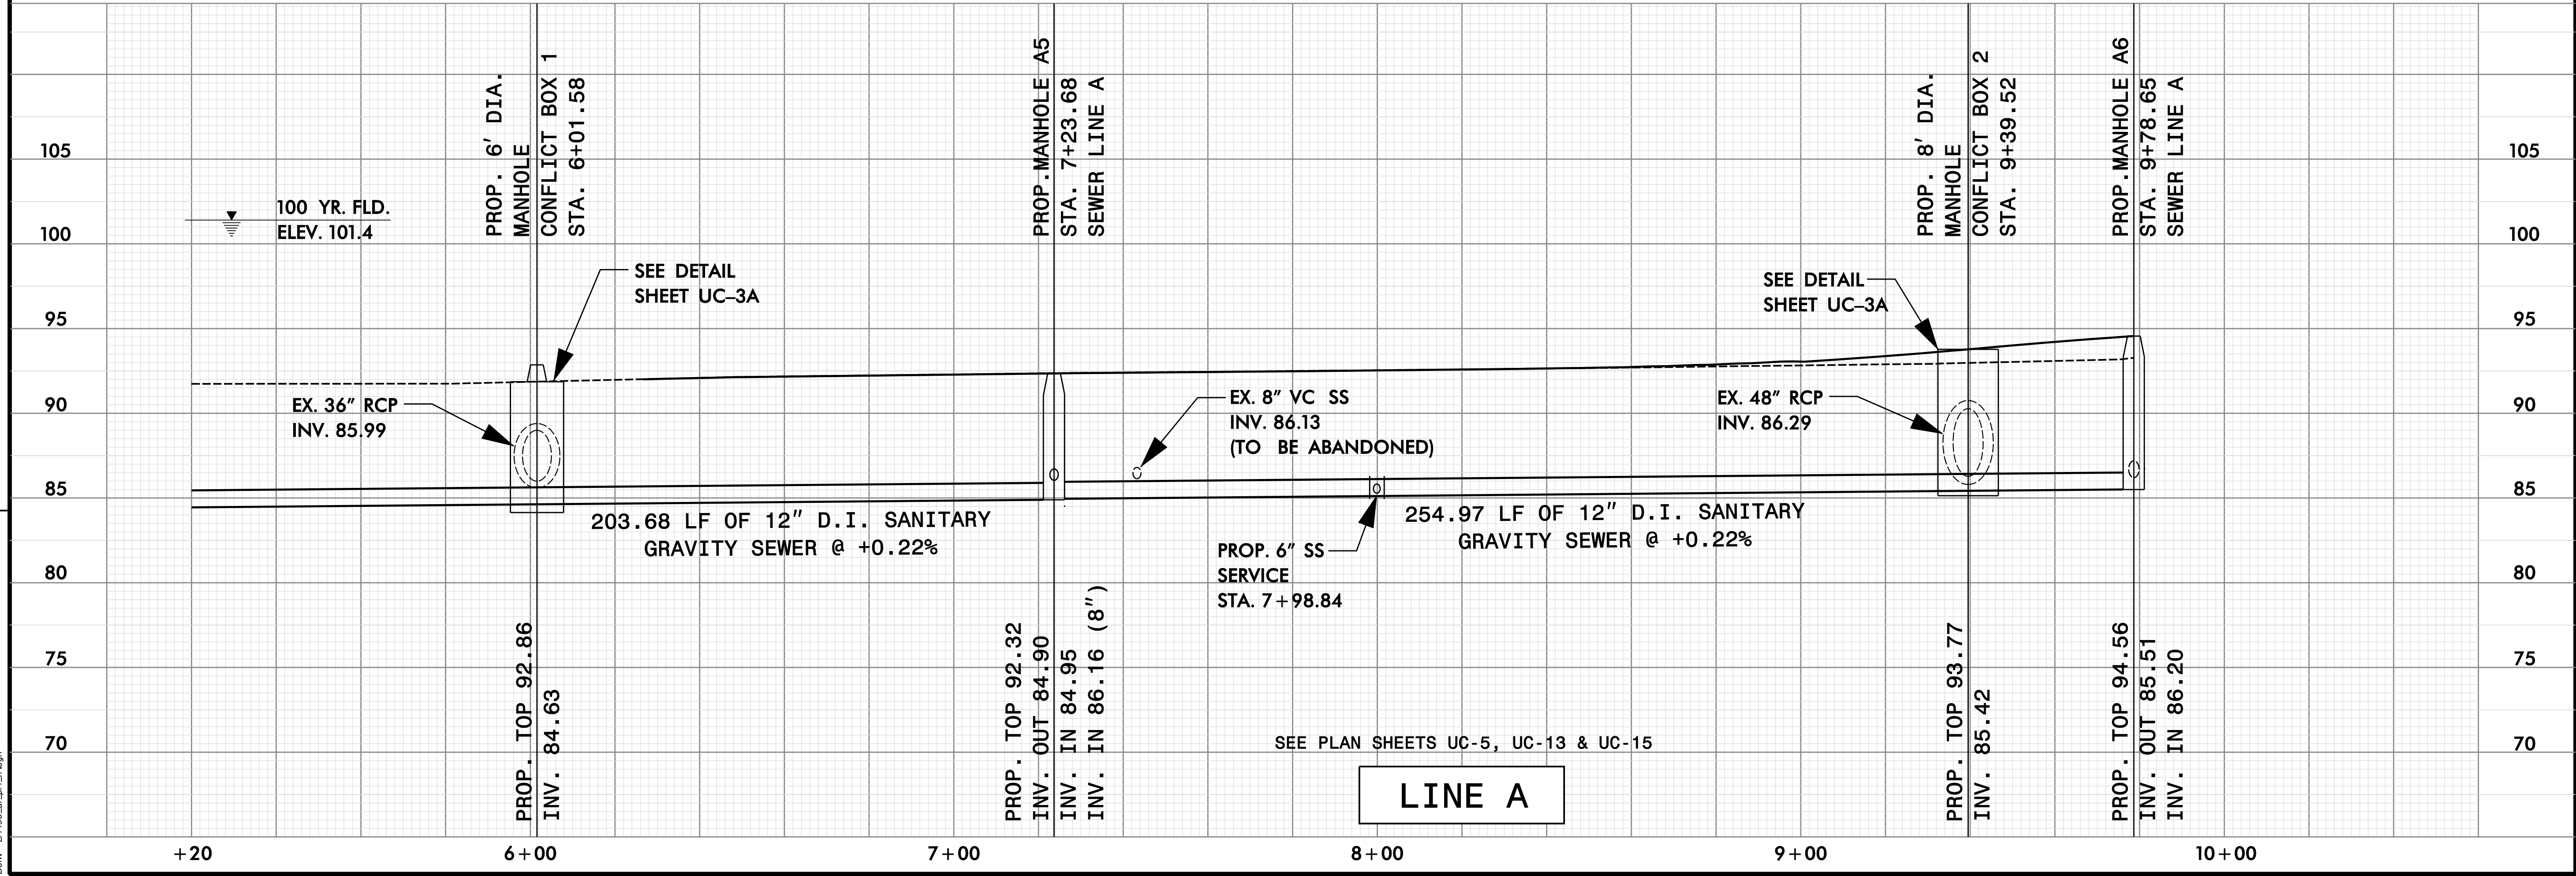 PROP. 6' DIA.
MANHOLE
CONFLICT BOX 1
STA. 6+01.58
PROP.MANHOLE A5
STA. 7+23.68
SEWER LINE A
PROP. 8' DIA.
MANHOLE
CONFLICT BOX 2
STA. 9+39.52
PROP.MANHOLE A6
STA. 9+78.65
SEWER LINE A
105
105
100 YR. FLD.
ELEV. 101.4
100
100
SEE DETAIL
SHEET UC-3A
SEE DETAIL
SHEET UC-3A
95
95
90
90
EX. 36" RCP
INV. 85.99
EX. 8" VC SS
INV. 86.13
(TO BE ABANDONED)
EX. 48" RCP
INV. 86.29
85
85
203.68 LF OF 12" D.I. SANITARY
GRAVITY SEWER @ +0.22%
254.97 LF OF 12" D.I. SANITARY
GRAVITY SEWER @ +0.22%
PROP. 6" SS
SERVICE
STA. 7+98.84
80
80
75
75
70
70
PROP. TOP 92.86
INV. 84.63
PROP. TOP 92.32
INV. OUT 84.90
INV. IN 84.95
INV. IN 86.16 (8")
PROP. TOP 93.77
INV. 85.42
PROP. TOP 94.56
INV. OUT 85.51
INV. IN 86.20
SEE PLAN SHEETS UC-5, UC-13 & UC-15
LINE A
+20
6+00
7+00
8+00
9+00
10+00